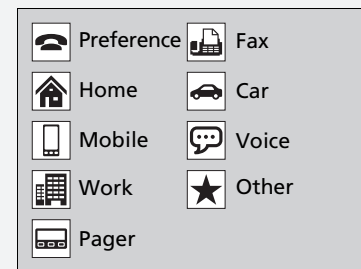 Preference
Fax
Home
Car
Mobile
Voice
Work
Other
Pager